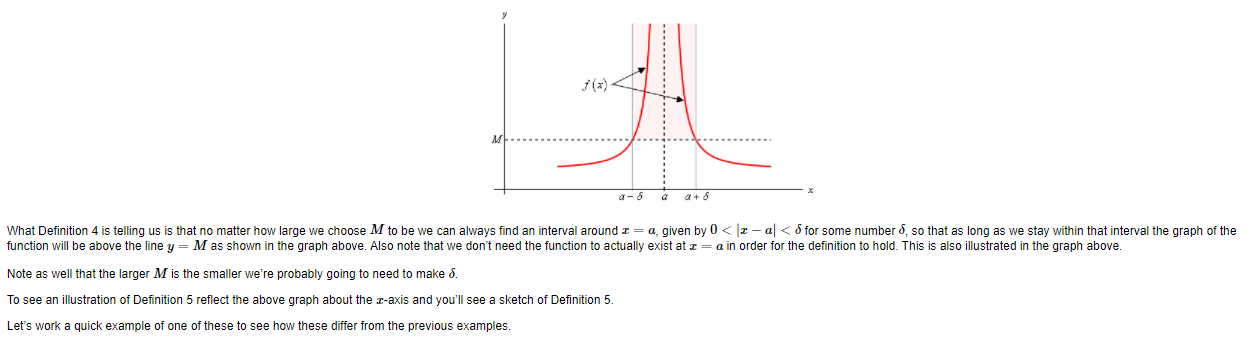 y
f(x)
M
x
a − δ a a + δ
What Definition 4 is telling us is that no matter how large we choose M to be we can always find an interval around x = a, given by 0 < |x − a| < δ for some number δ, so that as long as we stay within that interval the graph of the
function will be above the line y = M as shown in the graph above. Also note that we don't need the function to actually exist at x = a in order for the definition to hold. This is also illustrated in the graph above.
Note as well that the larger M is the smaller we're probably going to need to make δ.
To see an illustration of Definition 5 reflect the above graph about the x-axis and you'll see a sketch of Definition 5.
Let's work a quick example of one of these to see how these differ from the previous examples.